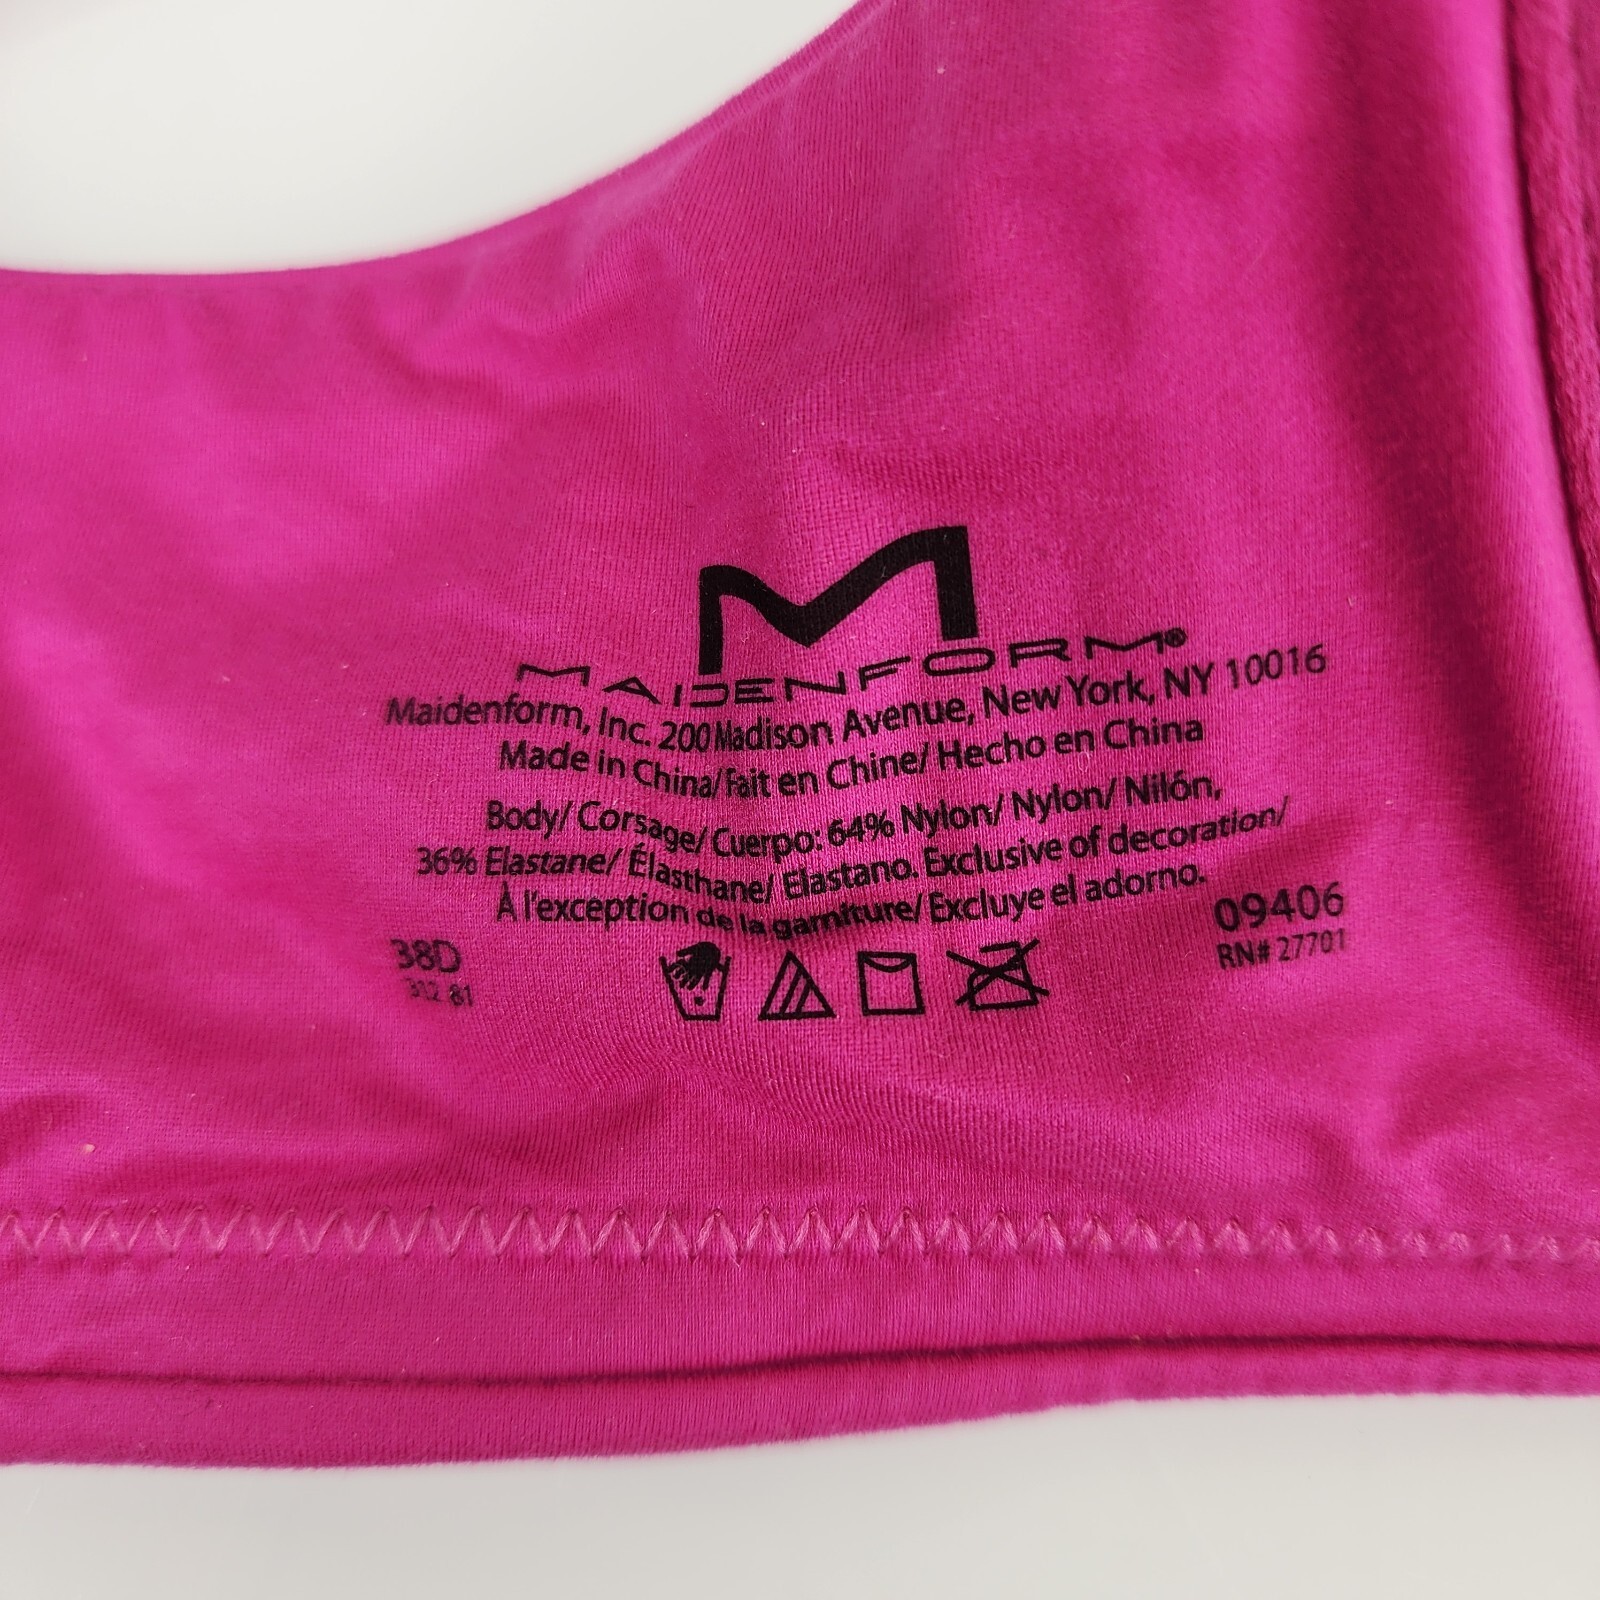 M
MAIDENFORM®
Maidenform, Inc. 200 Madison Avenue, New York, NY 10016
Made in China/ Fait en Chine/ Hecho en China
Body/ Corsage/ Cuerpo: 64% Nylon/ Nylon/ Nilón,
36% Elastane/ Élasthane/ Elastano. Exclusive of decoration/
À l'exception de la garniture/ Excluye el adorno.
38D
312 81
09406
RN# 27701